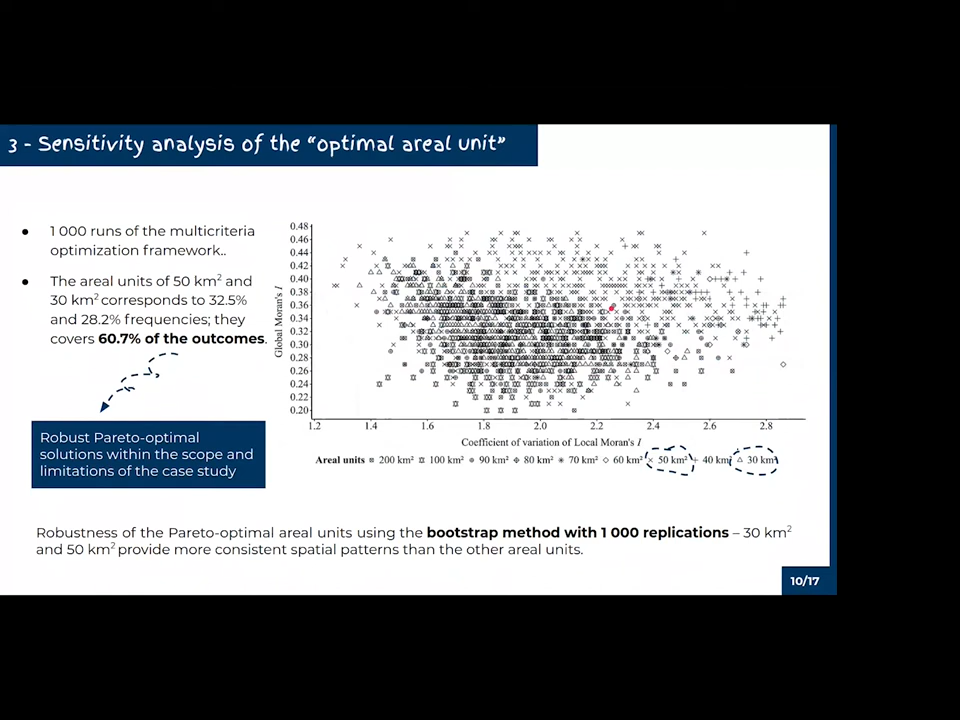 3 - Sensitivity analysis of the "optimal areal unit"
● 1 000 runs of the multicriteria
optimization framework..
● The areal units of 50 km² and
30 km² corresponds to 32.5%
and 28.2% frequencies; they
covers 60.7% of the outcomes.
Robust Pareto-optimal
solutions within the scope and
limitations of the case study
Global Moran's I
0.48
0.46
0.44
0.42
0.40
0.38
0.36
0.34
0.32
0.30
0.28
0.26
0.24
0.23
0.21
0.20
1.2 1.4 1.6 1.8 2.0 2.2 2.4 2.6 2.8
Coefficient of variation of Local Moran's I
Areal units 200 km² 100 km² 90 km² 80 km² 70 km² 60 km² 50 km² 40 km² 30 km²
Robustness of the Pareto-optimal areal units using the bootstrap method with 1 000 replications – 30 km²
and 50 km² provide more consistent spatial patterns than the other areal units.
10/17